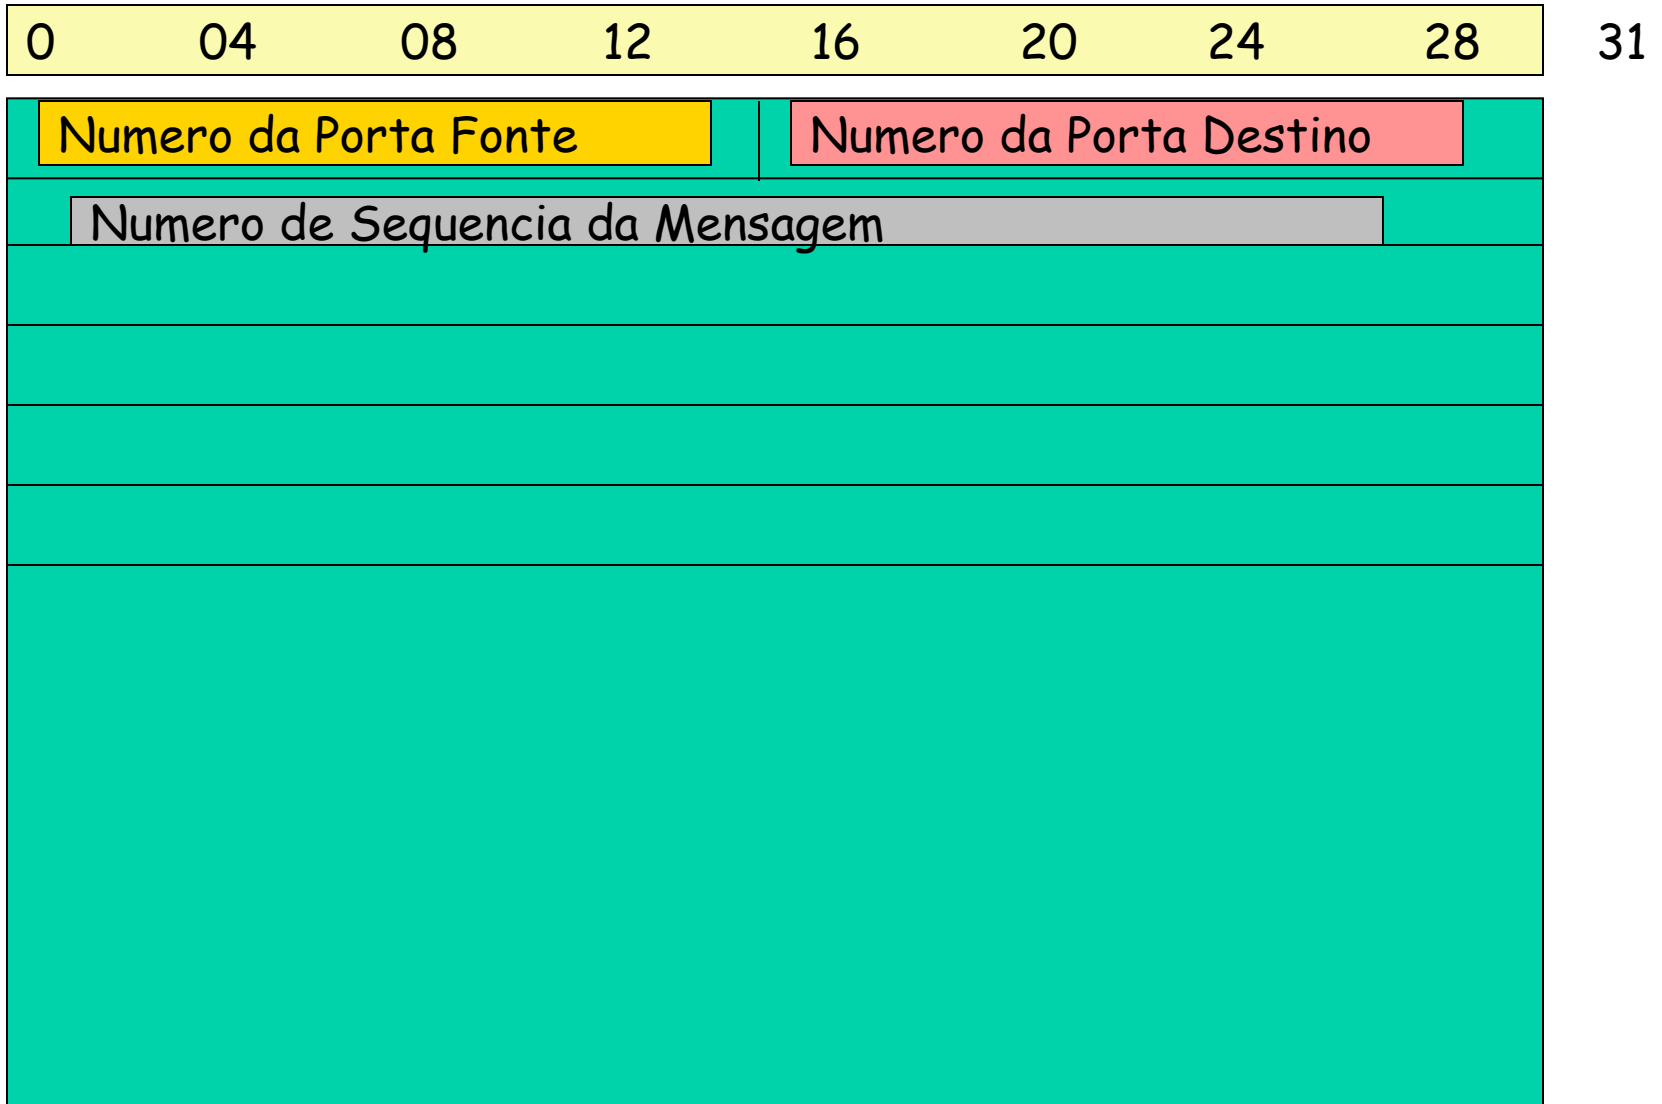 0 04 08 12 16 20 24 28 31
Numero da Porta Fonte Numero da Porta Destino
Numero de Sequencia da Mensagem